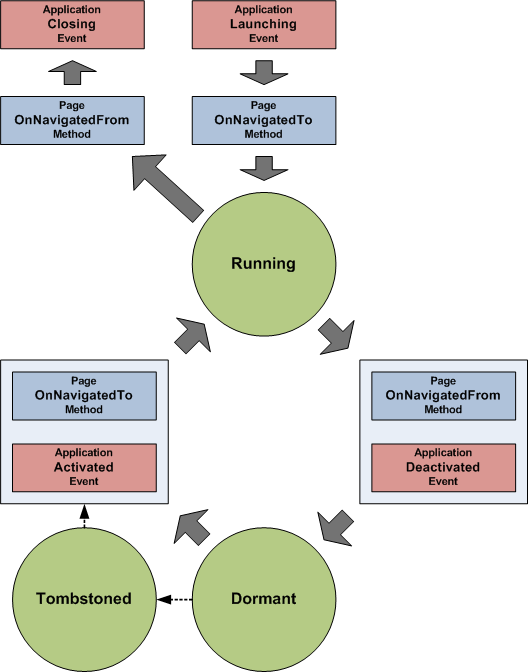 Application
Closing
Event
Application
Launching
Event
Page
OnNavigatedFrom
Method
Page
OnNavigatedTo
Method
Running
Page
OnNavigatedTo
Method
Application
Activated
Event
Page
OnNavigatedFrom
Method
Application
Deactivated
Event
Tombstoned
Dormant